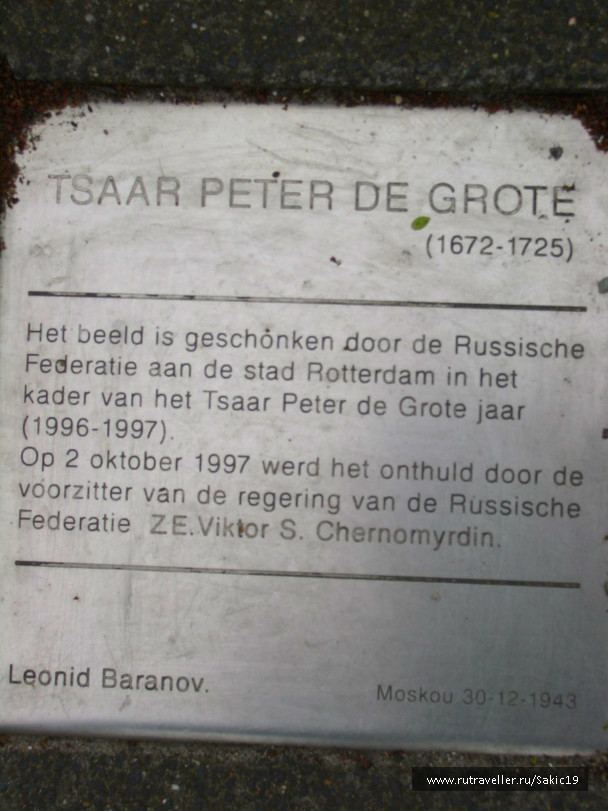 TSAAR PETER DE GROTE
(1672-1725)
Het beeld is geschonken door de Russische
Federatie aan de stad Rotterdam in het
kader van het Tsaar Peter de Grote jaar
(1996-1997).
Op 2 oktober 1997 werd het onthuld door de
voorzitter van de regering van de Russische
Federatie ZE.Viktor S. Chernomyrdin.
Leonid Baranov.
Moskou 30-12-1943
www.rutraveller.ru/Sakic19